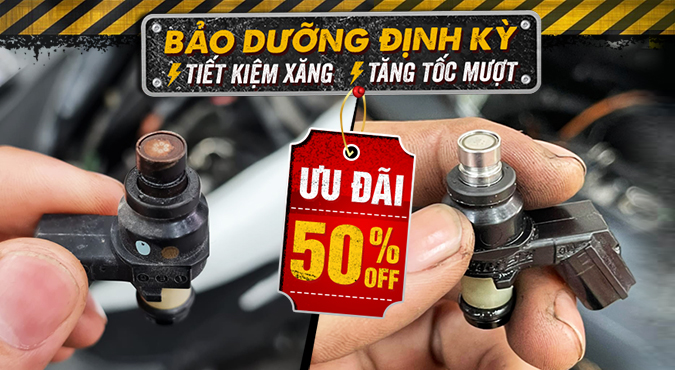 BẢO DƯỠNG ĐỊNH KỲ
TIẾT KIỆM XĂNG TĂNG TỐC MƯỢT
ƯU ĐÃI
50%
OFF